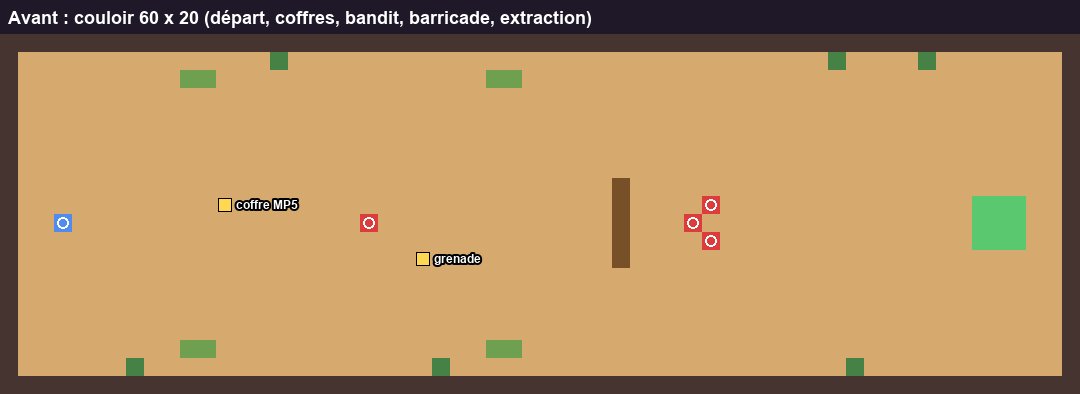 Avant : couloir 60 x 20 (départ, coffres, bandit, barricade, extraction)
coffre MP5
grenade